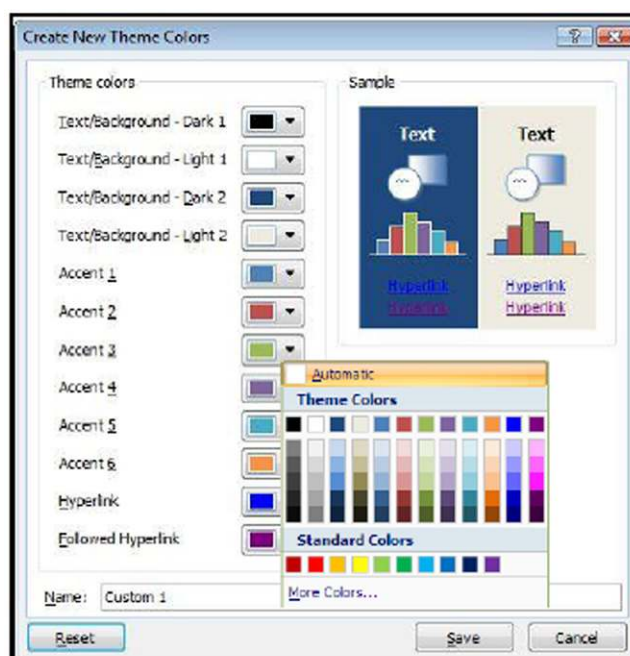 Create New Theme Colors
Theme colors
Sample
Text/Background - Dark 1
Text/Background - Light 1
Text/Background - Dark 2
Text/Background - Light 2
Accent 1
Accent 2
Accent 3
Accent 4
Accent 5
Accent 6
Hyperlink
Followed Hyperlink
Text
Text
Hyperlink
Hyperlink
Hyperlink
Hyperlink
Automatic
Theme Colors
Standard Colors
More Colors...
Name: Custom 1
Reset
Save
Cancel